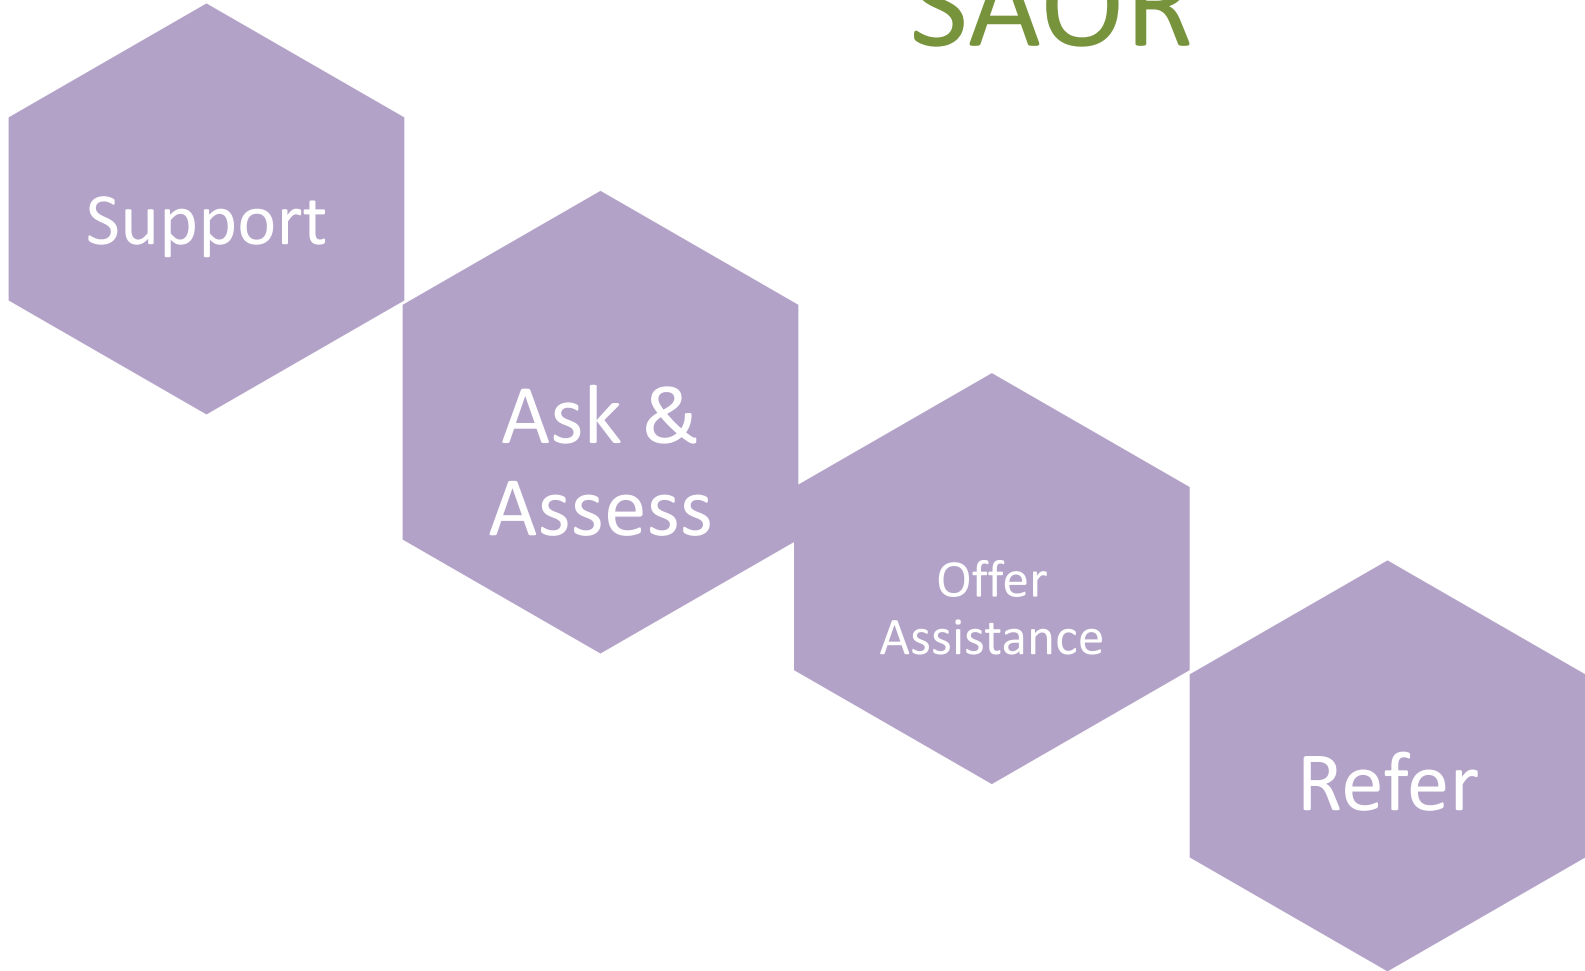 SAOR
Support
Ask &
Assess
Offer
Assistance
Refer